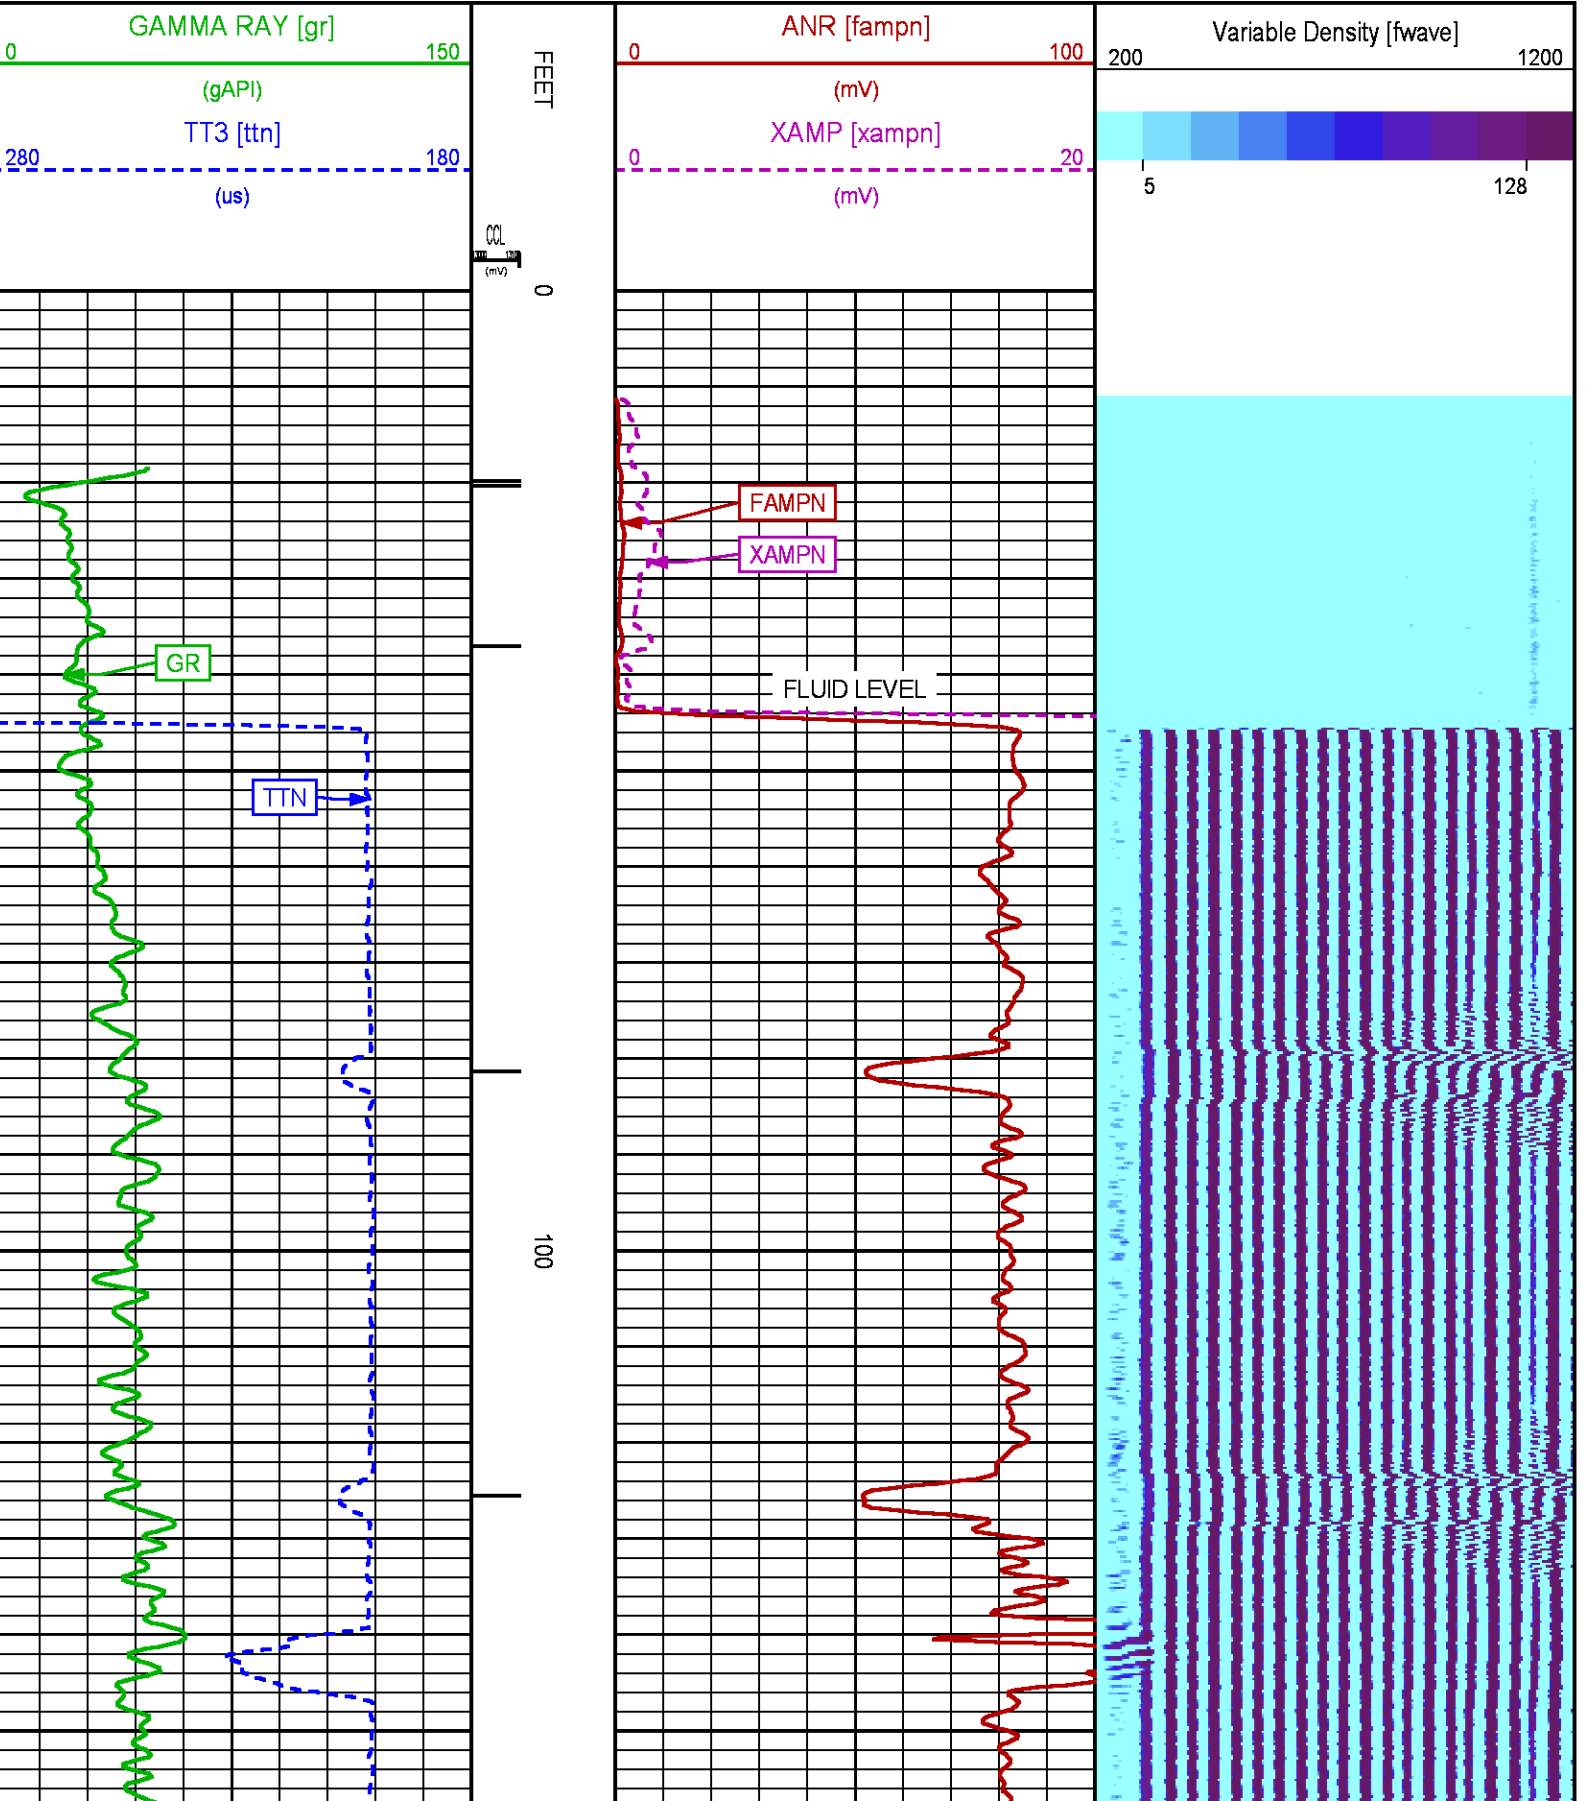 GAMMA RAY [gr]
0 150
(gAPI)
TT3 [ttn]
280 180
(us)
FEET
CCL
(mV)
ANR [fampn]
0 100
(mV)
XAMP [xampn]
0 20
(mV)
Variable Density [fwave]
200 1200
5 128
0
FAMPN
XAMPN
GR
FLUID LEVEL
TTN
100